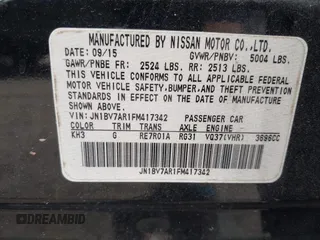 MANUFACTURED BY NISSAN MOTOR CO.,LTD.
DATE: 09/15 GVWR/PNBV: 5004 LBS.
GAWR/PNBE FR: 2524 LBS. RR: 2513 LBS.
THIS VEHICLE CONFORMS TO ALL APPLICABLE FEDERAL
MOTOR VEHICLE SAFETY,BUMPER,AND THEFT PREVENTION
STANDARDS IN EFFECT ON THE DATE OF MANUFACTURE
SHOWN ABOVE.
VIN: JN1BV7AR1FM417342 PASSENGER CAR
COLOR TRIM TRANS AXLE ENGINE
KH3 G RE7R01A RG31 VQ37(VHR) 3696CC
JN1BV7AR1FM417342
©DREAMBID